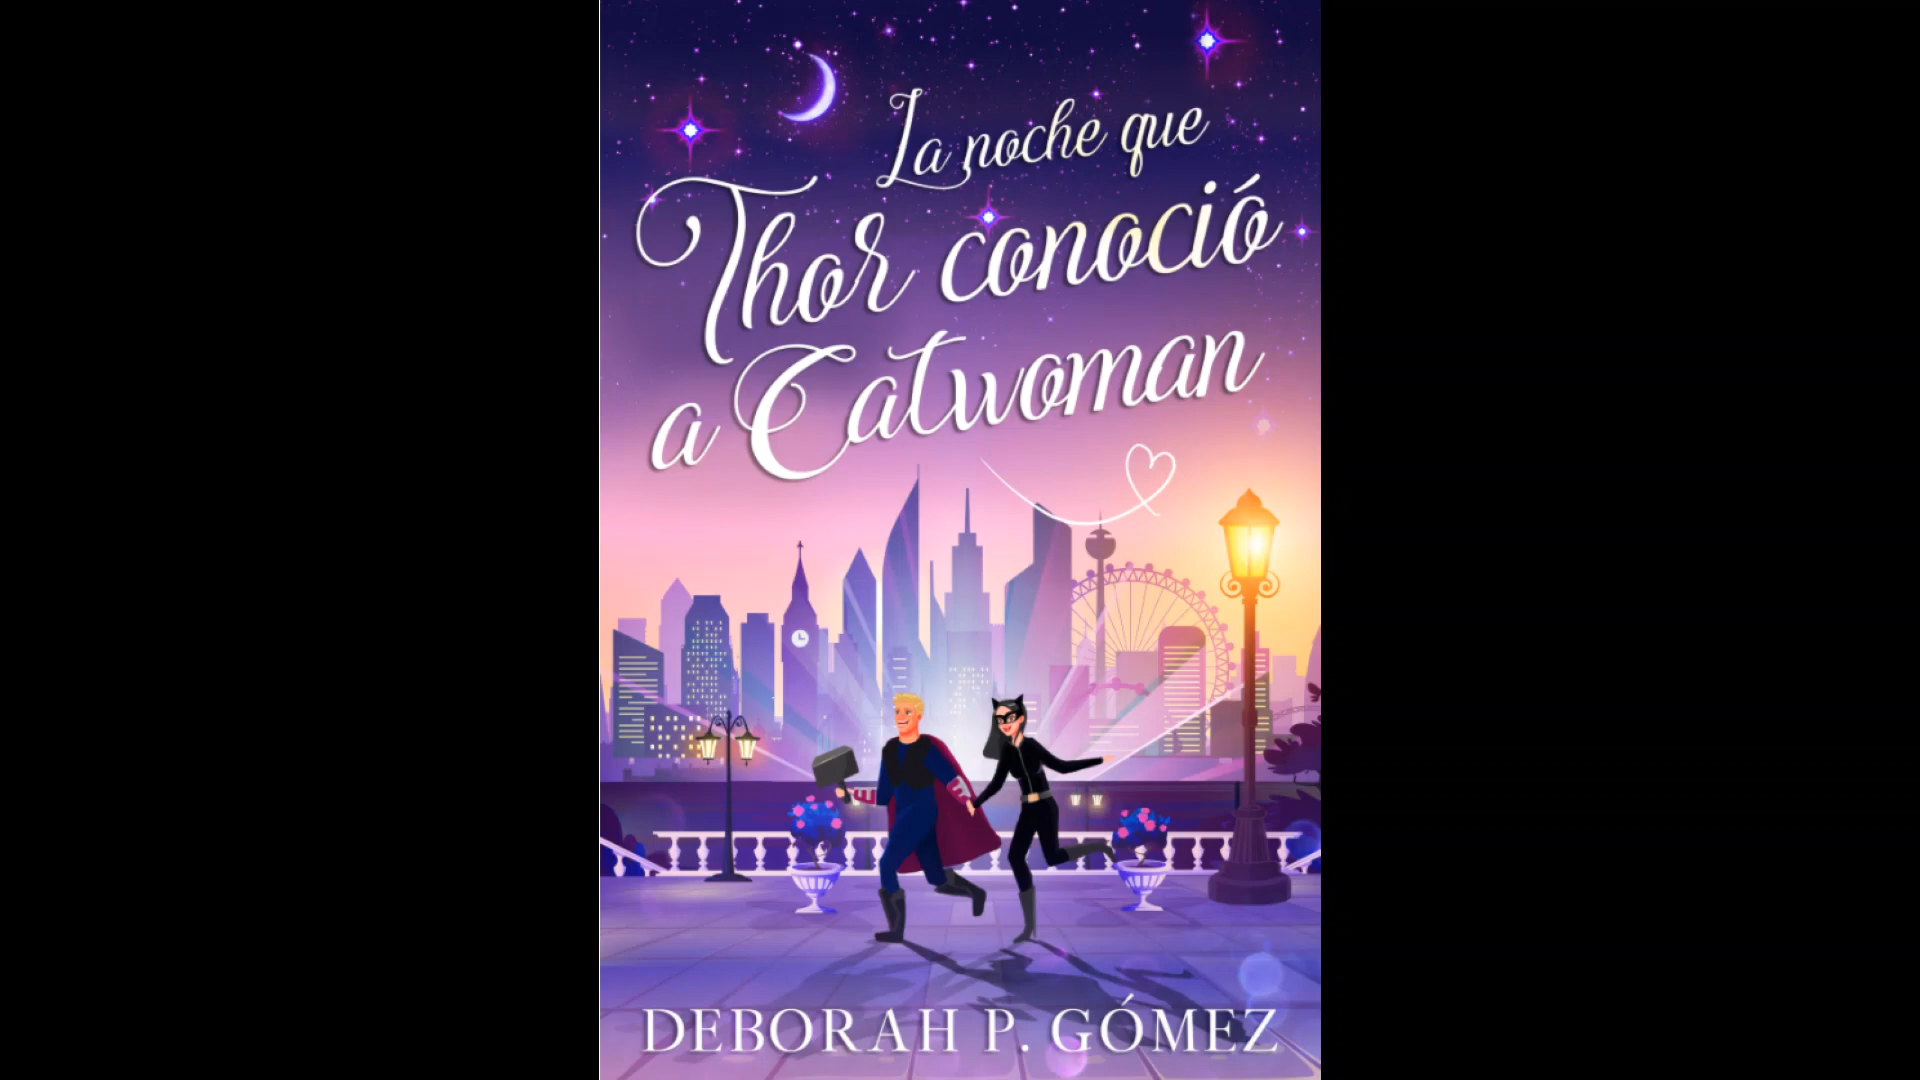 La noche que
Thor conoció
a Catwoman
DEBORAH P. GÓMEZ